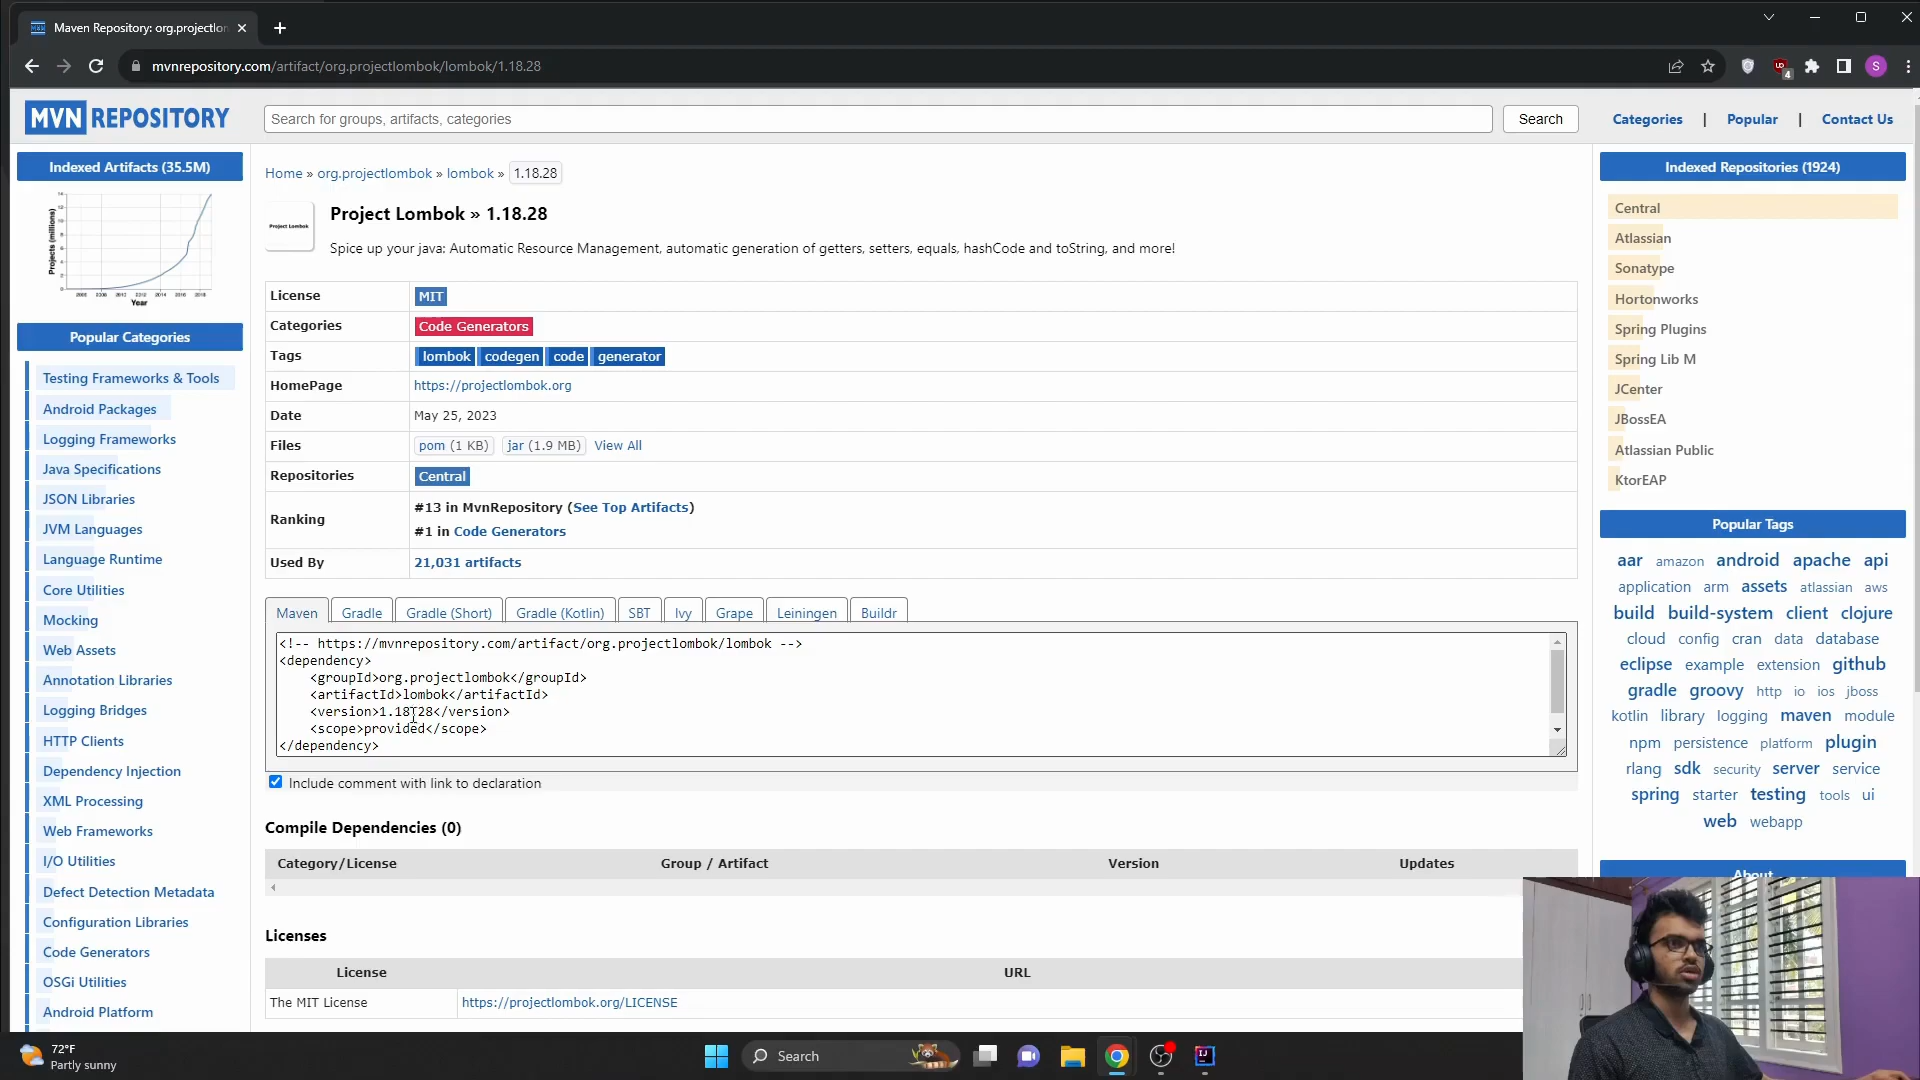 Maven Repository: org.projectlon
mvnrepository.com/artifact/org.projectlombok/lombok/1.18.28
4
S
MVN REPOSITORY
Search for groups, artifacts, categories
Search
Categories | Popular | Contact Us
Indexed Artifacts (35.5M)
Projects (millions)
Year
Popular Categories
Testing Frameworks & Tools
Android Packages
Logging Frameworks
Java Specifications
JSON Libraries
JVM Languages
Language Runtime
Core Utilities
Mocking
Web Assets
Annotation Libraries
Logging Bridges
HTTP Clients
Dependency Injection
XML Processing
Web Frameworks
I/O Utilities
Defect Detection Metadata
Configuration Libraries
Code Generators
OSGi Utilities
Android Platform
Home » org.projectlombok » lombok » 1.18.28
Project Lombok
Project Lombok » 1.18.28
Spice up your java: Automatic Resource Management, automatic generation of getters, setters, equals, hashCode and toString, and more!
License MIT
Categories Code Generators
Tags lombok codegen code generator
HomePage https://projectlombok.org
Date May 25, 2023
Files pom (1 KB) jar (1.9 MB) View All
Repositories Central
Ranking #13 in MvnRepository (See Top Artifacts)
#1 in Code Generators
Used By 21,031 artifacts
Maven Gradle Gradle (Short) Gradle (Kotlin) SBT Ivy Grape Leiningen Buildr
<!-- https://mvnrepository.com/artifact/org.projectlombok/lombok -->
<dependency>
<groupId>org.projectlombok</groupId>
<artifactId>lombok</artifactId>
<version>1.18.28</version>
<scope>provided</scope>
</dependency>
Include comment with link to declaration
Compile Dependencies (0)
Category/License Group / Artifact Version Updates
Licenses
License URL
The MIT License https://projectlombok.org/LICENSE
Indexed Repositories (1924)
Central
Atlassian
Sonatype
Hortonworks
Spring Plugins
Spring Lib M
JCenter
JBossEA
Atlassian Public
KtorEAP
Popular Tags
aar amazon android apache api
application arm assets atlassian aws
build build-system client clojure
cloud config cran data database
eclipse example extension github
gradle groovy http io ios jboss
kotlin library logging maven module
npm persistence platform plugin
rlang sdk security server service
spring starter testing tools ui
web webapp
About
72°F
Partly sunny
Search
IJ